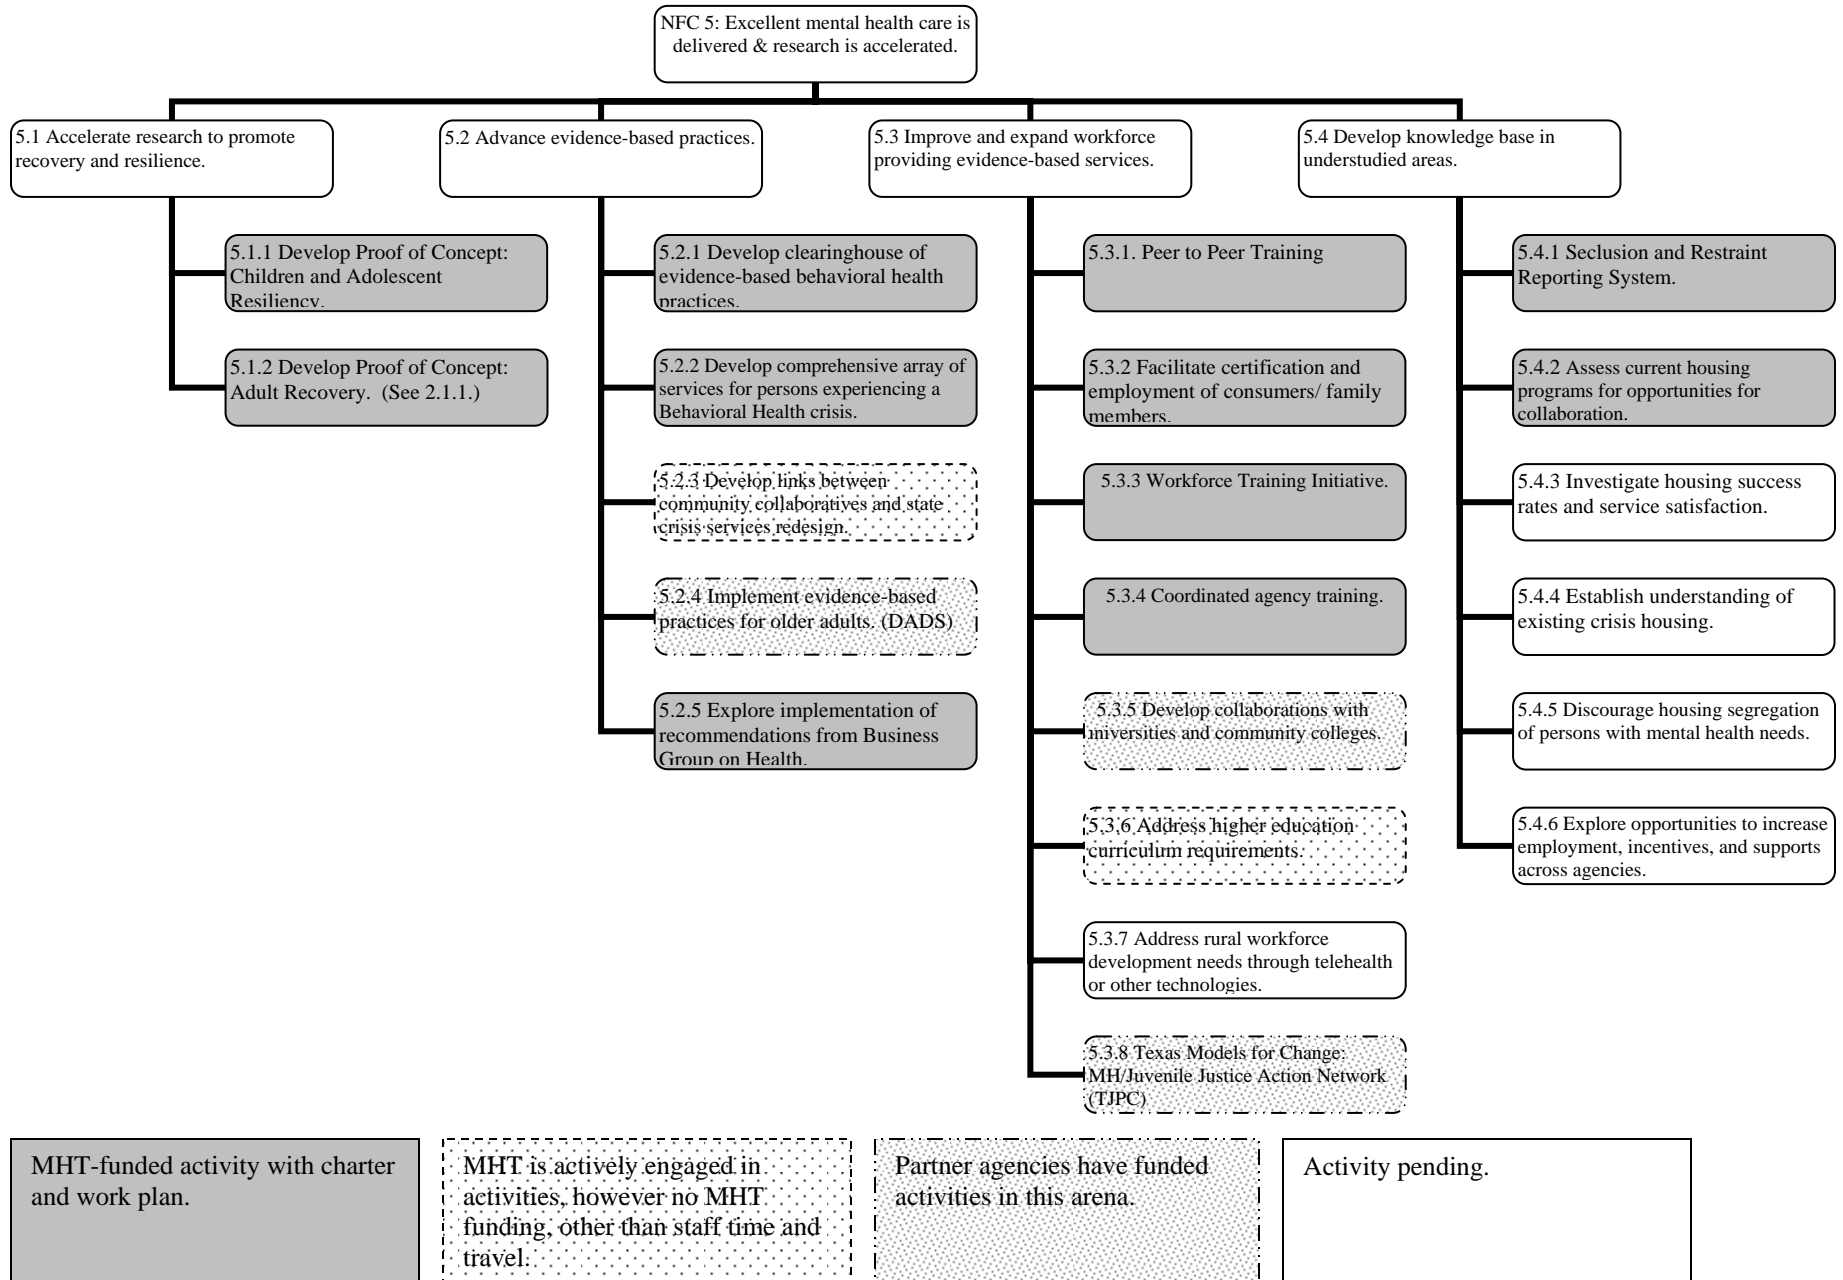 NFC 5: Excellent mental health care is
delivered & research is accelerated.
5.1 Accelerate research to promote
recovery and resilience.
5.1.1 Develop Proof of Concept:
Children and Adolescent
Resiliency.
5.1.2 Develop Proof of Concept:
Adult Recovery. (See 2.1.1.)
5.2 Advance evidence-based practices.
5.2.1 Develop clearinghouse of
evidence-based behavioral health
practices.
5.2.2 Develop comprehensive array of
services for persons experiencing a
Behavioral Health crisis.
5.2.3 Develop links between
community collaboratives and state
crisis services redesign.
5.2.4 Implement evidence-based
practices for older adults. (DADS)
5.2.5 Explore implementation of
recommendations from Business
Group on Health.
5.3 Improve and expand workforce
providing evidence-based services.
5.3.1. Peer to Peer Training
5.3.2 Facilitate certification and
employment of consumers/ family
members.
5.3.3 Workforce Training Initiative.
5.3.4 Coordinated agency training.
5.3.5 Develop collaborations with
universities and community colleges.
5.3.6 Address higher education
curriculum requirements.
5.3.7 Address rural workforce
development needs through telehealth
or other technologies.
5.3.8 Texas Models for Change:
MH/Juvenile Justice Action Network
(TJPC)
5.4 Develop knowledge base in
understudied areas.
5.4.1 Seclusion and Restraint
Reporting System.
5.4.2 Assess current housing
programs for opportunities for
collaboration.
5.4.3 Investigate housing success
rates and service satisfaction.
5.4.4 Establish understanding of
existing crisis housing.
5.4.5 Discourage housing segregation
of persons with mental health needs.
5.4.6 Explore opportunities to increase
employment, incentives, and supports
across agencies.
MHT-funded activity with charter
and work plan.
MHT is actively engaged in
activities, however no MHT
funding, other than staff time and
travel.
Partner agencies have funded
activities in this arena.
Activity pending.